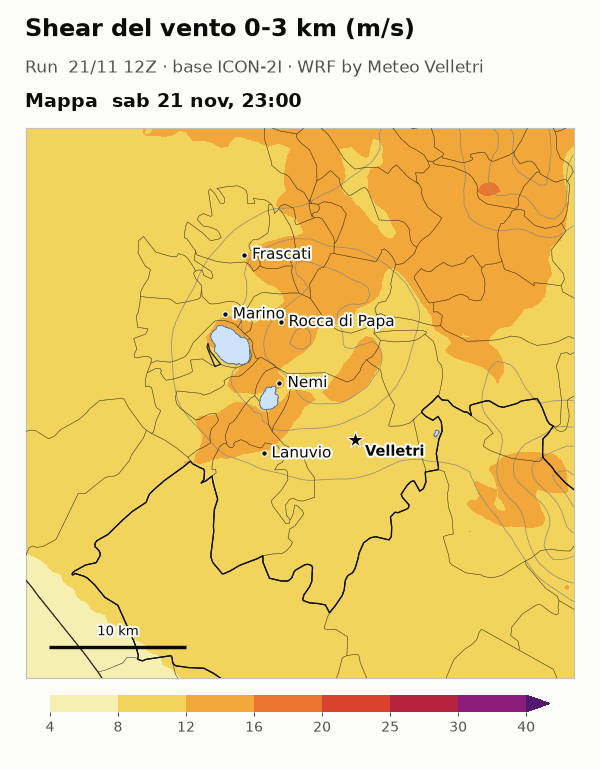 Shear del vento 0-3 km (m/s)
Run  21/11 12Z · base ICON-2I · WRF by Meteo Velletri
Mappa  sab 21 nov, 23:00
Frascati
Marino
Rocca di Papa
Nemi
Velletri
Lanuvio
10 km
4 8 12 16 20 25 30 40